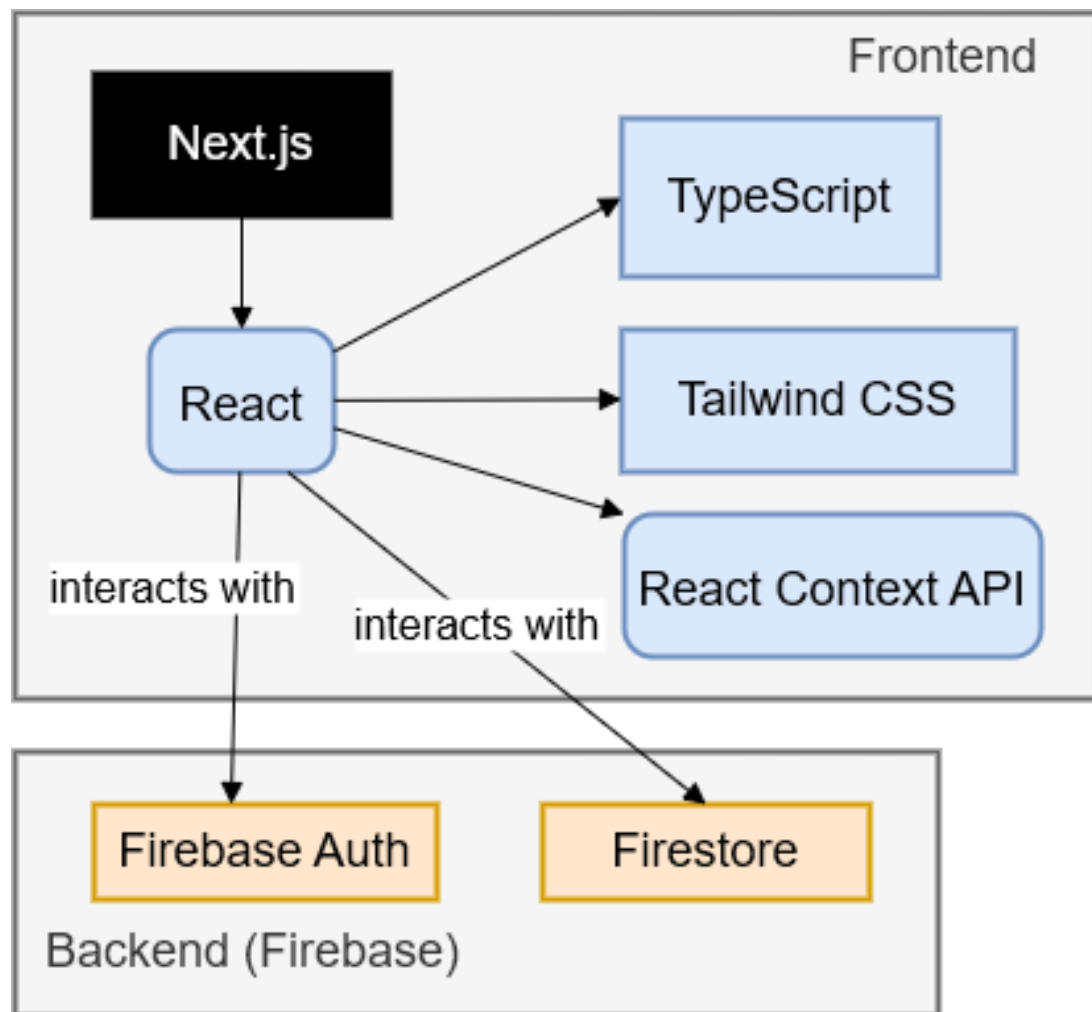 Frontend
Next.js
TypeScript
React
Tailwind CSS
React Context API
interacts with
interacts with
Firebase Auth
Firestore
Backend (Firebase)